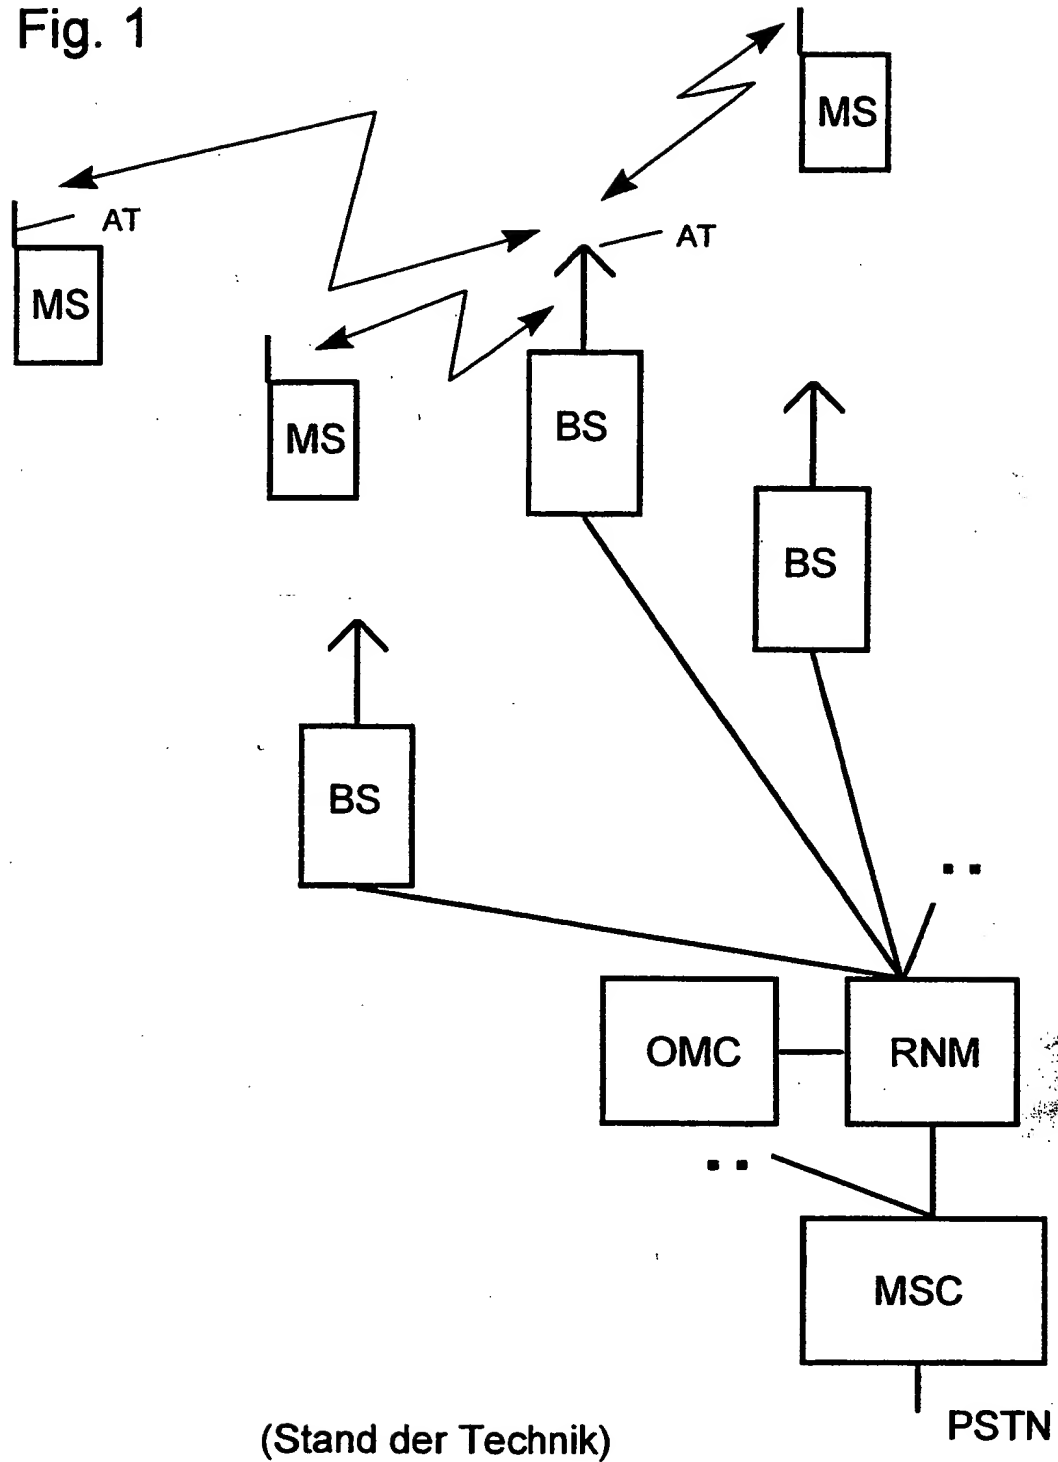 Fig. 1
MS
AT
AT
MS
MS
BS
BS
BS
OMC
RNM
MSC
PSTN
(Stand der Technik)